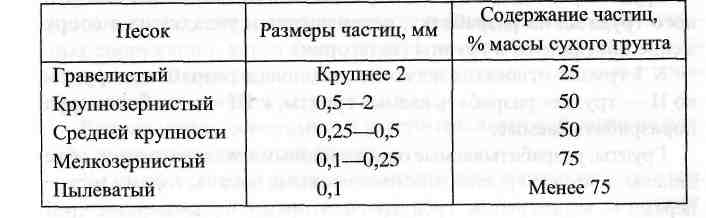 Песок Размеры частиц, мм Содержание частиц, % массы сухого грунта
Гравелистый Крупнее 2 25
Крупнозернистый 0,5—2 50
Средней крупности 0,25—0,5 50
Мелкозернистый 0,1—0,25 75
Пылеватый 0,1 Менее 75